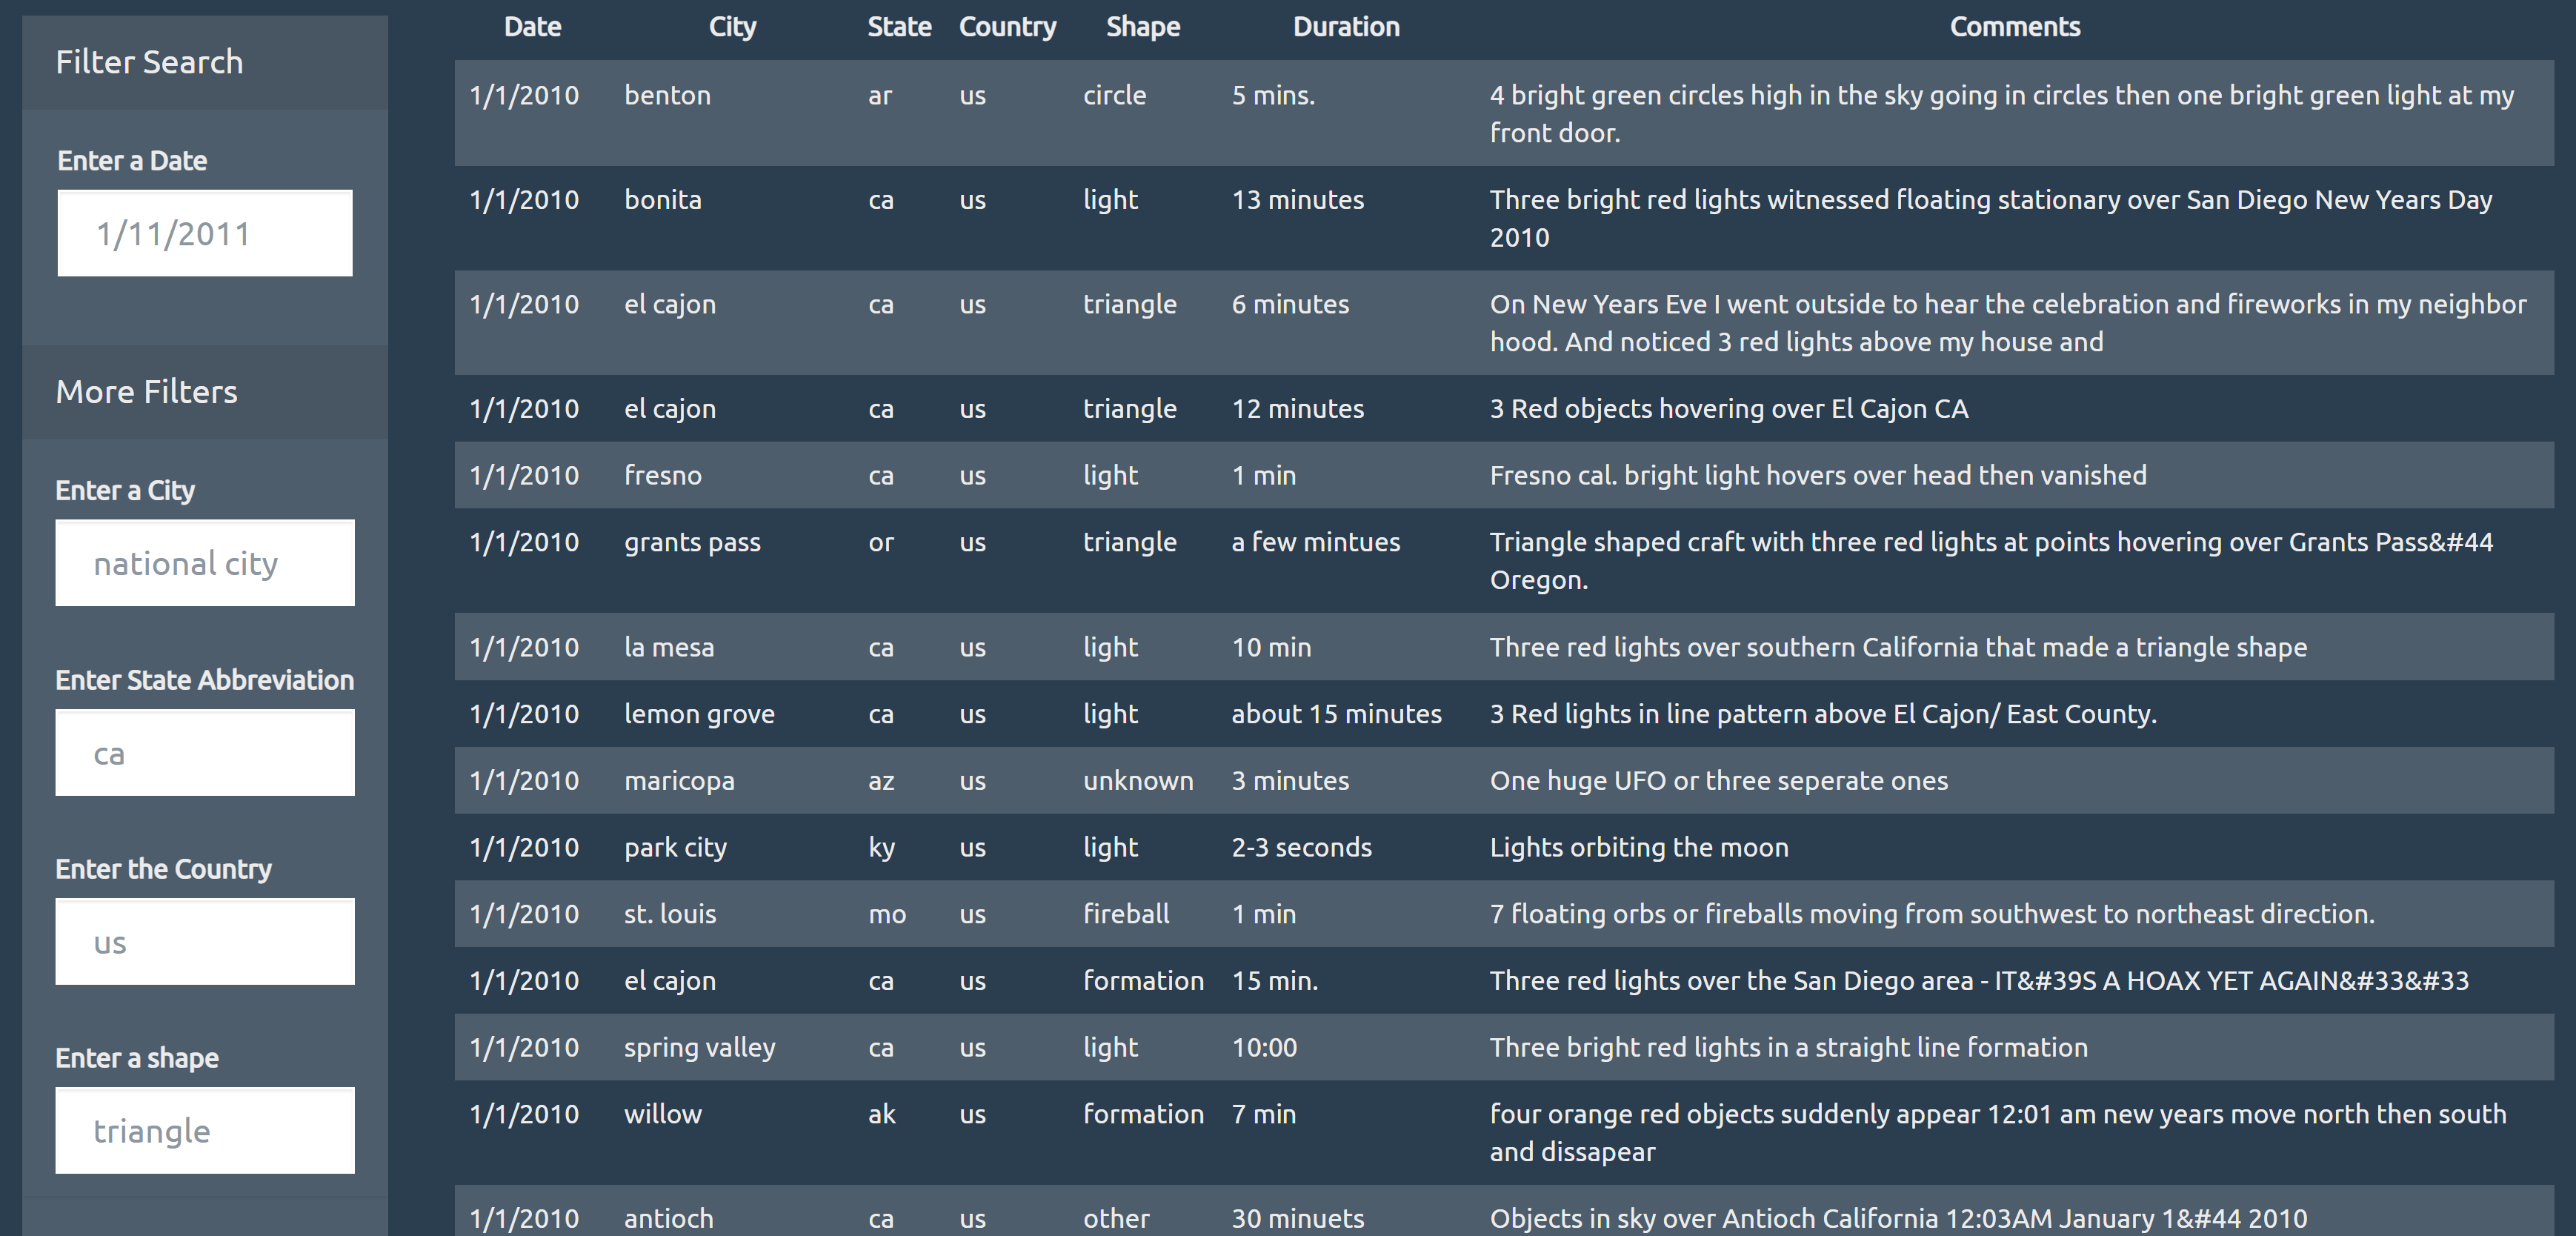 Filter Search
Enter a Date
1/11/2011
More Filters
Enter a City
national city
Enter State Abbreviation
ca
Enter the Country
us
Enter a shape
triangle
Date City State Country Shape Duration Comments
1/1/2010 benton ar us circle 5 mins. 4 bright green circles high in the sky going in circles then one bright green light at my
front door.
1/1/2010 bonita ca us light 13 minutes Three bright red lights witnessed floating stationary over San Diego New Years Day
2010
1/1/2010 el cajon ca us triangle 6 minutes On New Years Eve I went outside to hear the celebration and fireworks in my neighbor
hood. And noticed 3 red lights above my house and
1/1/2010 el cajon ca us triangle 12 minutes 3 Red objects hovering over El Cajon CA
1/1/2010 fresno ca us light 1 min Fresno cal. bright light hovers over head then vanished
1/1/2010 grants pass or us triangle a few mintues Triangle shaped craft with three red lights at points hovering over Grants Pass&#44
Oregon.
1/1/2010 la mesa ca us light 10 min Three red lights over southern California that made a triangle shape
1/1/2010 lemon grove ca us light about 15 minutes 3 Red lights in line pattern above El Cajon/ East County.
1/1/2010 maricopa az us unknown 3 minutes One huge UFO or three seperate ones
1/1/2010 park city ky us light 2-3 seconds Lights orbiting the moon
1/1/2010 st. louis mo us fireball 1 min 7 floating orbs or fireballs moving from southwest to northeast direction.
1/1/2010 el cajon ca us formation 15 min. Three red lights over the San Diego area - IT&#39S A HOAX YET AGAIN&#33&#33
1/1/2010 spring valley ca us light 10:00 Three bright red lights in a straight line formation
1/1/2010 willow ak us formation 7 min four orange red objects suddenly appear 12:01 am new years move north then south
and dissapear
1/1/2010 antioch ca us other 30 minuets Objects in sky over Antioch California 12:03AM January 1&#44 2010